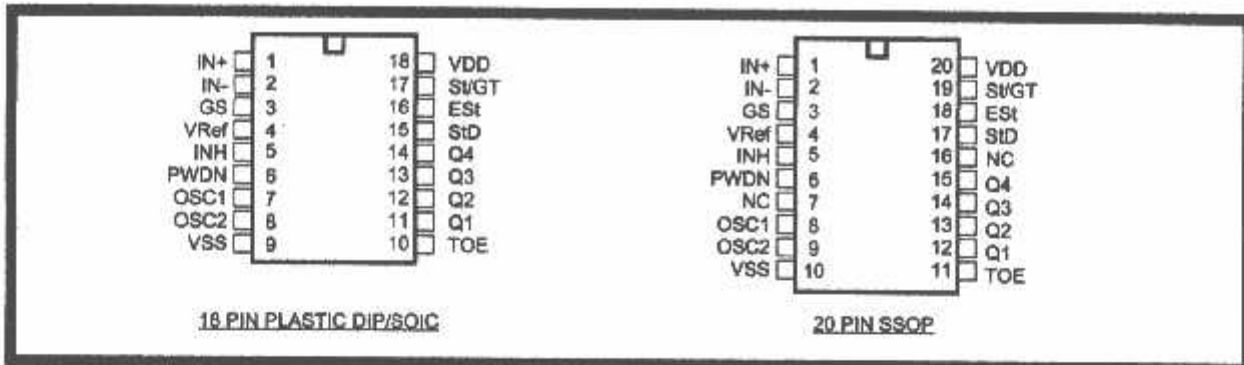 IN+ 1 18 VDD
IN- 2 17 St/GT
GS 3 16 ESt
VRef 4 15 StD
INH 5 14 Q4
PWDN 6 13 Q3
OSC1 7 12 Q2
OSC2 8 11 Q1
VSS 9 10 TOE
18 PIN PLASTIC DIP/SOIC
IN+ 1 20 VDD
IN- 2 19 St/GT
GS 3 18 ESt
VRef 4 17 StD
INH 5 16 NC
PWDN 6 15 Q4
NC 7 14 Q3
OSC1 8 13 Q2
OSC2 9 12 Q1
VSS 10 11 TOE
20 PIN SSOP